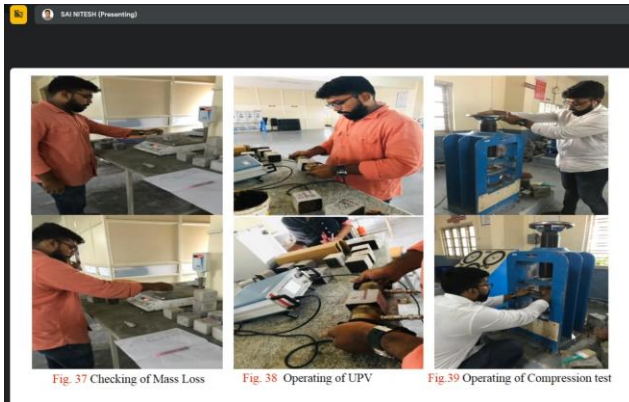 SAI NITESH (Presenting)
Fig. 37 Checking of Mass Loss
Fig. 38 Operating of UPV
Fig.39 Operating of Compression test